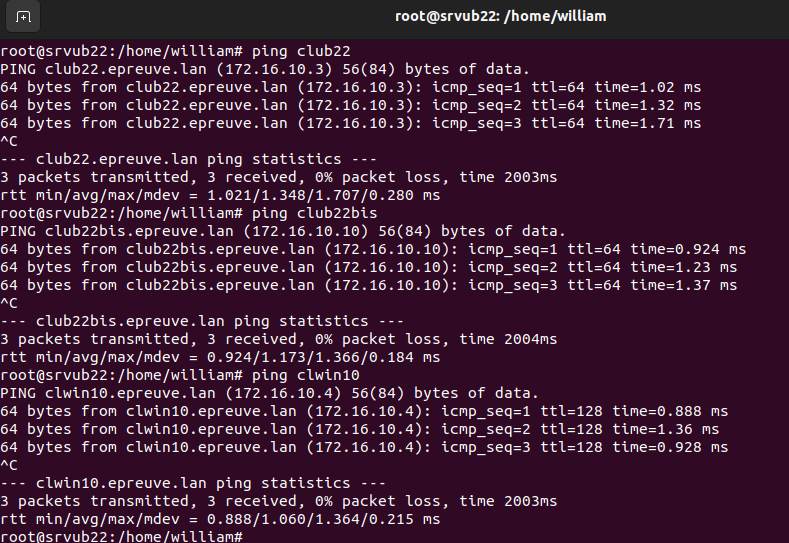 root@srvub22: /home/william
root@srvub22:/home/william# ping club22
PING club22.epreuve.lan (172.16.10.3) 56(84) bytes of data.
64 bytes from club22.epreuve.lan (172.16.10.3): icmp_seq=1 ttl=64 time=1.02 ms
64 bytes from club22.epreuve.lan (172.16.10.3): icmp_seq=2 ttl=64 time=1.32 ms
64 bytes from club22.epreuve.lan (172.16.10.3): icmp_seq=3 ttl=64 time=1.71 ms
^C
--- club22.epreuve.lan ping statistics ---
3 packets transmitted, 3 received, 0% packet loss, time 2003ms
rtt min/avg/max/mdev = 1.021/1.348/1.707/0.280 ms
root@srvub22:/home/william# ping club22bis
PING club22bis.epreuve.lan (172.16.10.10) 56(84) bytes of data.
64 bytes from club22bis.epreuve.lan (172.16.10.10): icmp_seq=1 ttl=64 time=0.924 ms
64 bytes from club22bis.epreuve.lan (172.16.10.10): icmp_seq=2 ttl=64 time=1.23 ms
64 bytes from club22bis.epreuve.lan (172.16.10.10): icmp_seq=3 ttl=64 time=1.37 ms
^C
--- club22bis.epreuve.lan ping statistics ---
3 packets transmitted, 3 received, 0% packet loss, time 2004ms
rtt min/avg/max/mdev = 0.924/1.173/1.366/0.184 ms
root@srvub22:/home/william# ping clwin10
PING clwin10.epreuve.lan (172.16.10.4) 56(84) bytes of data.
64 bytes from clwin10.epreuve.lan (172.16.10.4): icmp_seq=1 ttl=128 time=0.888 ms
64 bytes from clwin10.epreuve.lan (172.16.10.4): icmp_seq=2 ttl=128 time=1.36 ms
64 bytes from clwin10.epreuve.lan (172.16.10.4): icmp_seq=3 ttl=128 time=0.928 ms
^C
--- clwin10.epreuve.lan ping statistics ---
3 packets transmitted, 3 received, 0% packet loss, time 2003ms
rtt min/avg/max/mdev = 0.888/1.060/1.364/0.215 ms
root@srvub22:/home/william#